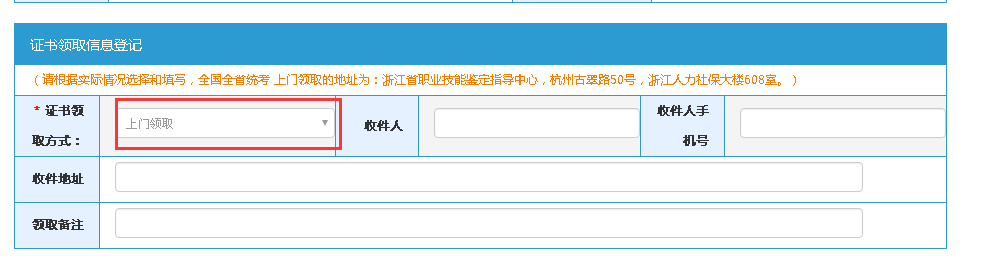 证书领取信息登记
（请根据实际情况选择和填写，全国全省统考 上门领取的地址为：浙江省职业技能鉴定指导中心，杭州古翠路50号，浙江人力社保大楼608室。）
* 证书领取方式：
上门领取
收件人
收件人手机号
收件地址
领取备注